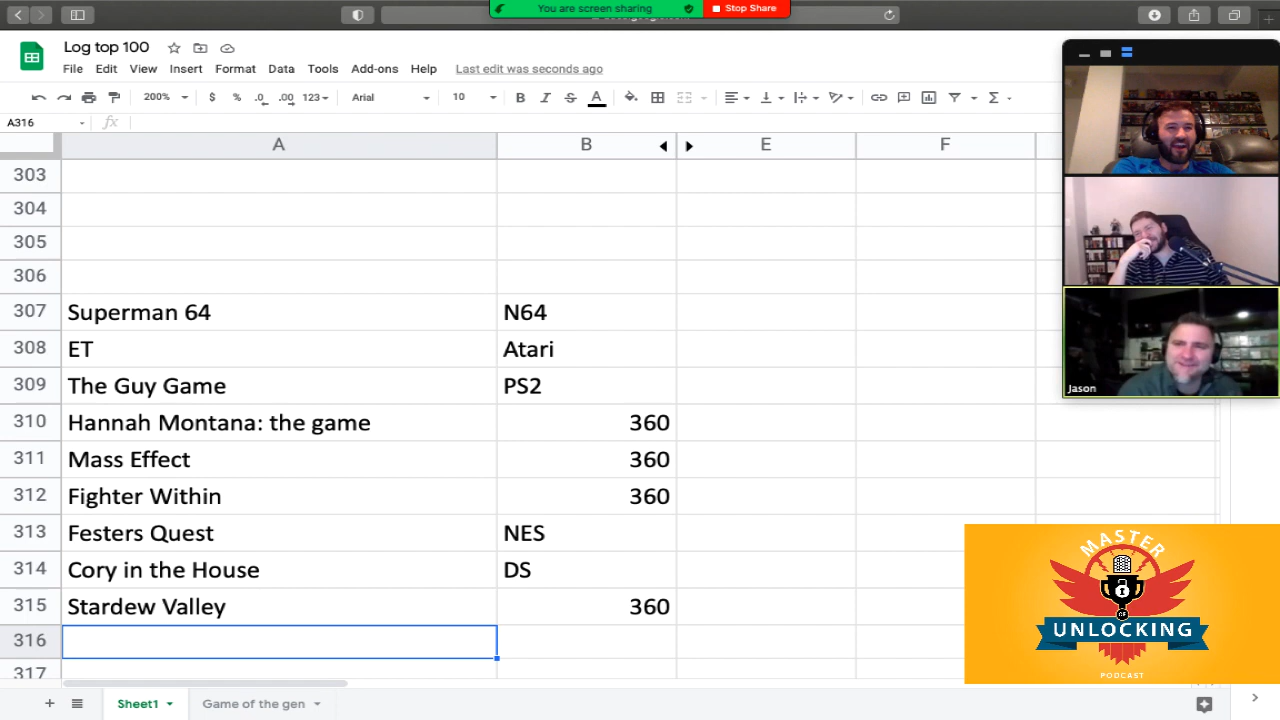 You are screen sharing
Stop Share
Log top 100
File Edit View Insert Format Data Tools Add-ons Help Last edit was seconds ago
200% $ % .0 .00 123 Arial 10 B I S A
A316 fx
A B E F
303
304
305
306
307 Superman 64 N64
308 ET Atari
309 The Guy Game PS2
310 Hannah Montana: the game 360
311 Mass Effect 360
312 Fighter Within 360
313 Festers Quest NES
314 Cory in the House DS
315 Stardew Valley 360
316
317
Sheet1 Game of the gen
Jason
MASTER
OF
UNLOCKING
PODCAST